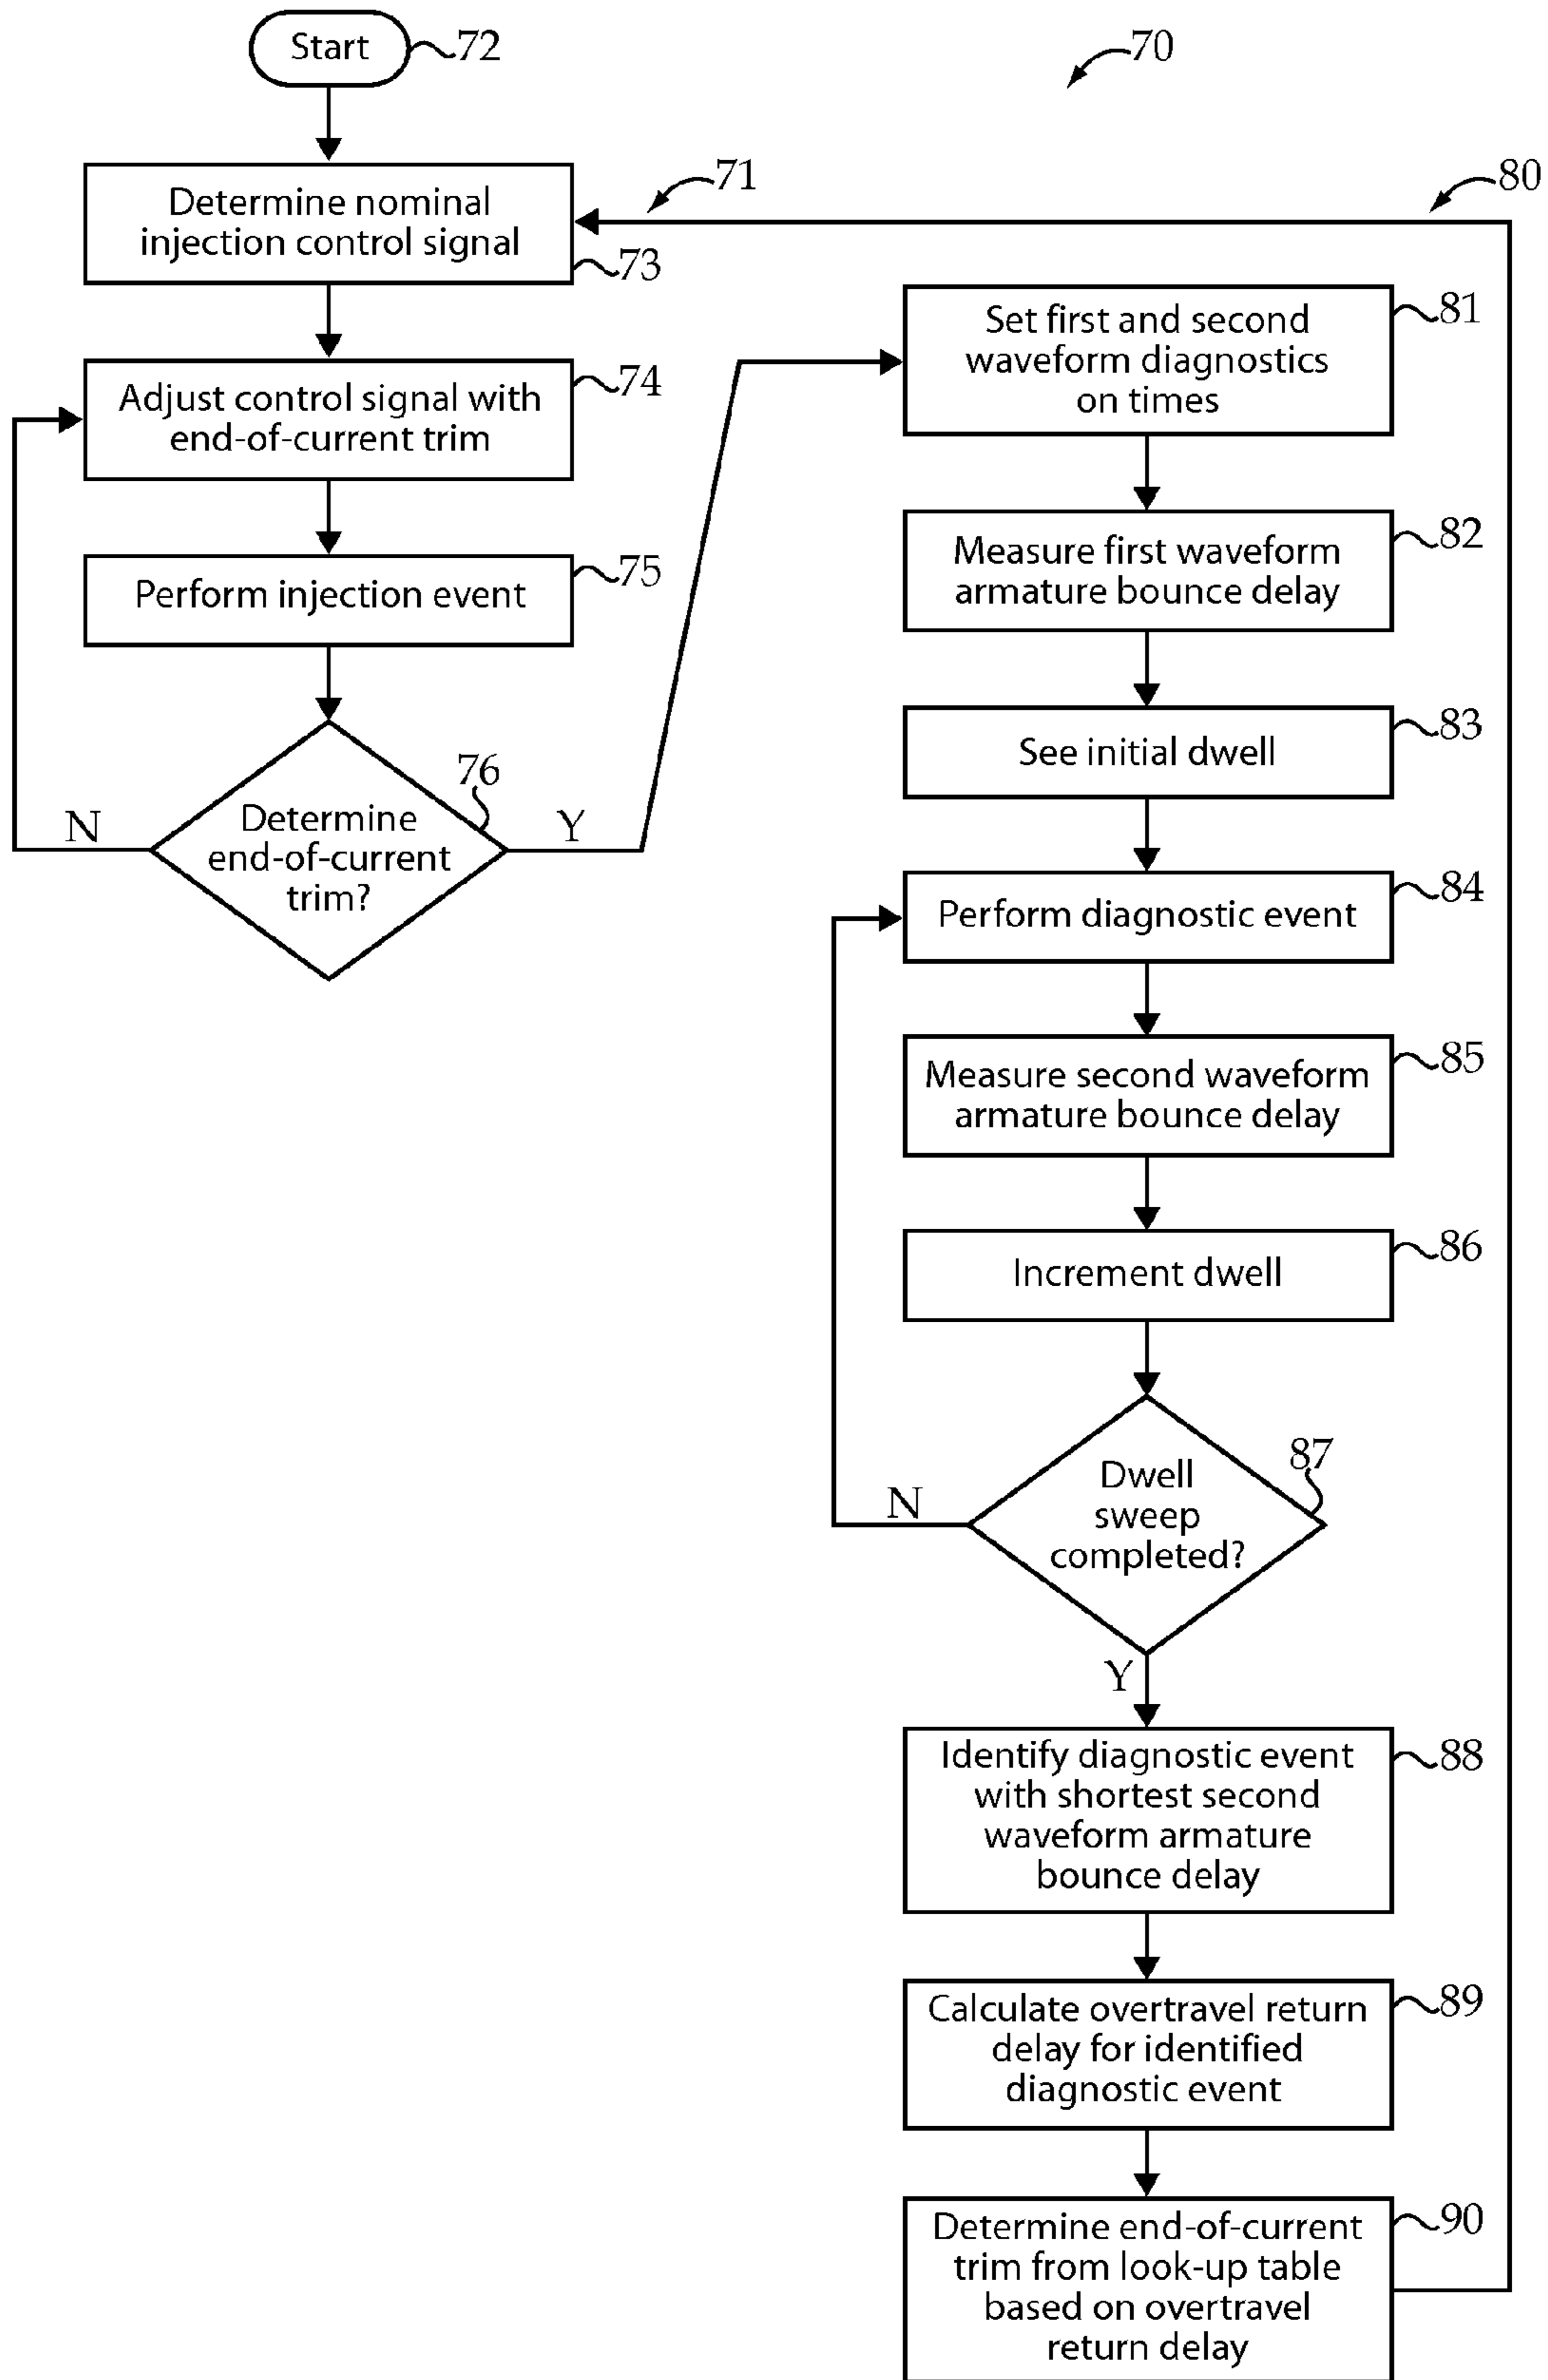 Start
72
70
71
80
Determine nominal
injection control signal
73
Adjust control signal with
end-of-current trim
74
Perform injection event
75
76
Determine
end-of-current
trim?
N
Y
Set first and second
waveform diagnostics
on times
81
Measure first waveform
armature bounce delay
82
See initial dwell
83
Perform diagnostic event
84
Measure second waveform
armature bounce delay
85
Increment dwell
86
Dwell
sweep
completed?
87
N
Y
Identify diagnostic event
with shortest second
waveform armature
bounce delay
88
Calculate overtravel return
delay for identified
diagnostic event
89
Determine end-of-current
trim from look-up table
based on overtravel
return delay
90